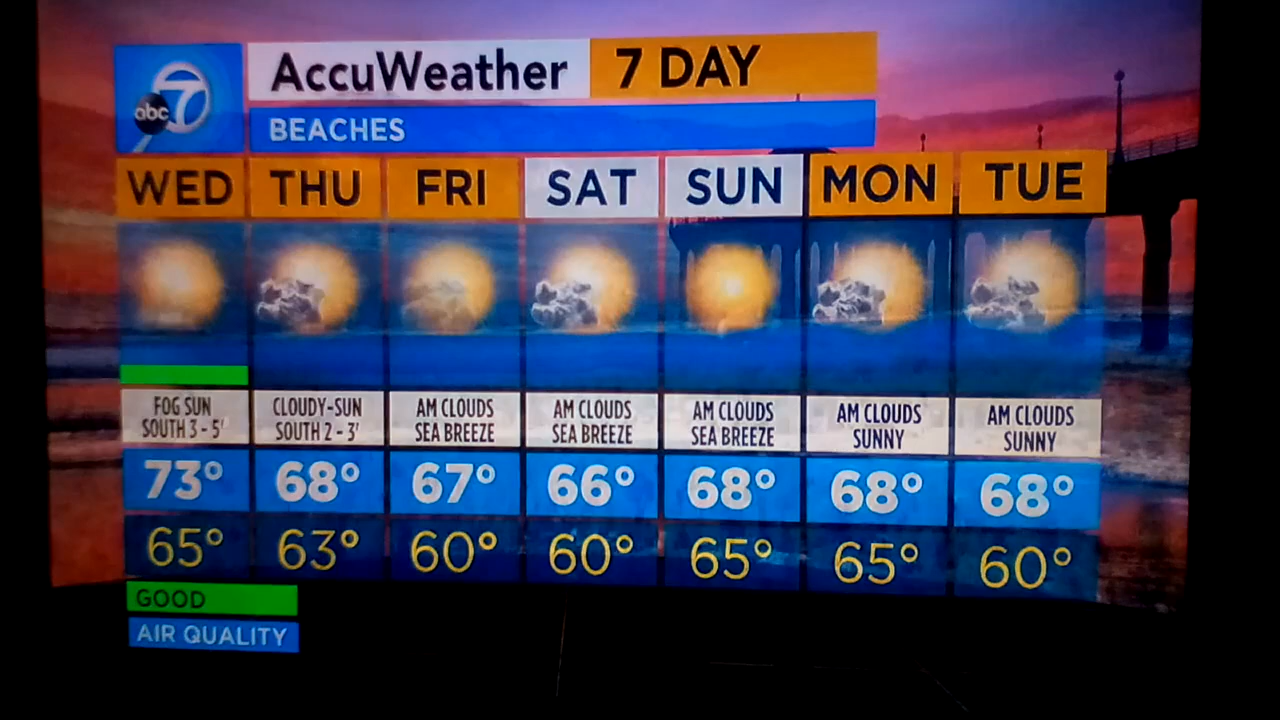 abc 7
AccuWeather 7 DAY
BEACHES
WED THU FRI SAT SUN MON TUE
FOG SUN CLOUDY-SUN AM CLOUDS AM CLOUDS AM CLOUDS AM CLOUDS AM CLOUDS
SOUTH 3 - 5' SOUTH 2 - 3' SEA BREEZE SEA BREEZE SEA BREEZE SUNNY SUNNY
73° 68° 67° 66° 68° 68° 68°
65° 63° 60° 60° 65° 65° 60°
GOOD
AIR QUALITY